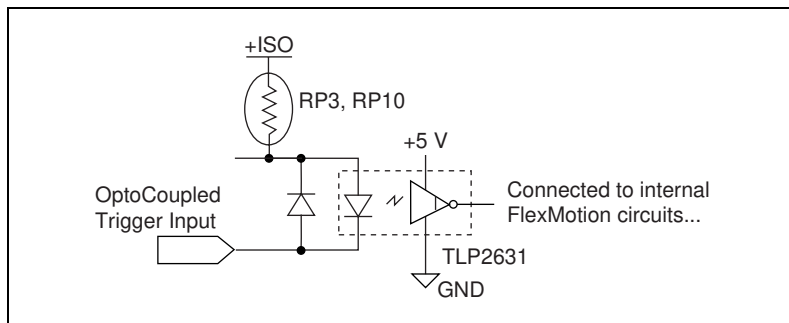 +ISO
RP3, RP10
+5 V
OptoCoupled
Trigger Input
Connected to internal
FlexMotion circuits...
TLP2631
GND